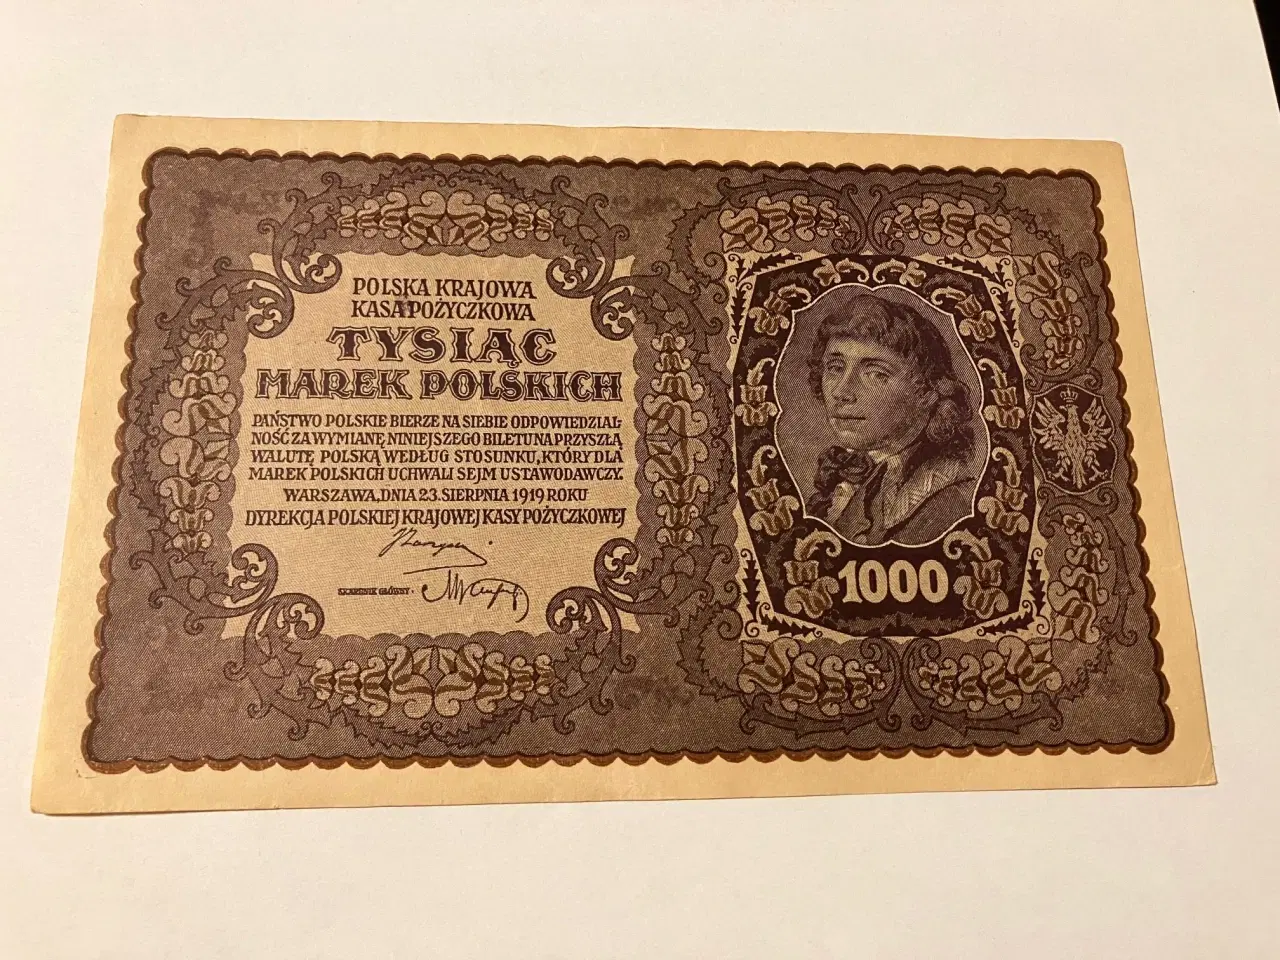 POLSKA KRAJOWA
KASA POŻYCZKOWA
TYSIĄC
MAREK POLSKICH
PAŃSTWO POLSKIE BIERZE NA SIEBIE ODPOWIEDZIAL-
NOŚĆ ZA WYMIANĘ NINIEJSZEGO BILETU NA PRZYSZŁĄ
WALUTĘ POLSKĄ WEDŁUG STOSUNKU, KTÓRY DLA
MAREK POLSKICH UCHWALI SEJM USTAWODAWCZY.
WARSZAWA, DNIA 23. SIERPNIA 1919 ROKU
DYREKCJA POLSKIEJ KRAJOWEJ KASY POŻYCZKOWEJ
SKARBNIK GŁÓWNY
1000